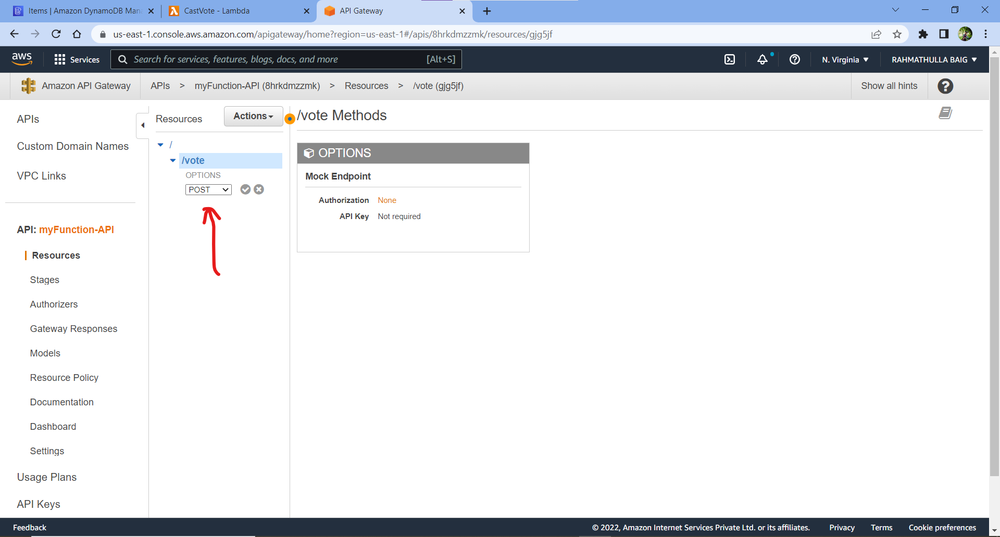 Items | Amazon DynamoDB Man
CastVote - Lambda
API Gateway
us-east-1.console.aws.amazon.com/apigateway/home?region=us-east-1#/apis/8hrkdmzzmk/resources/gjg5jf
aws
Services
Search for services, features, blogs, docs, and more
[Alt+S]
N. Virginia
RAHMATHULLA BAIG
Amazon API Gateway
APIs > myFunction-API (8hrkdmzzmk) > Resources > /vote (gjg5jf)
Show all hints
APIs
Custom Domain Names
VPC Links
API: myFunction-API
Resources
Stages
Authorizers
Gateway Responses
Models
Resource Policy
Documentation
Dashboard
Settings
Usage Plans
API Keys
Resources
Actions
/
/vote
OPTIONS
POST
/vote Methods
OPTIONS
Mock Endpoint
Authorization None
API Key Not required
Feedback
© 2022, Amazon Internet Services Private Ltd. or its affiliates.
Privacy
Terms
Cookie preferences